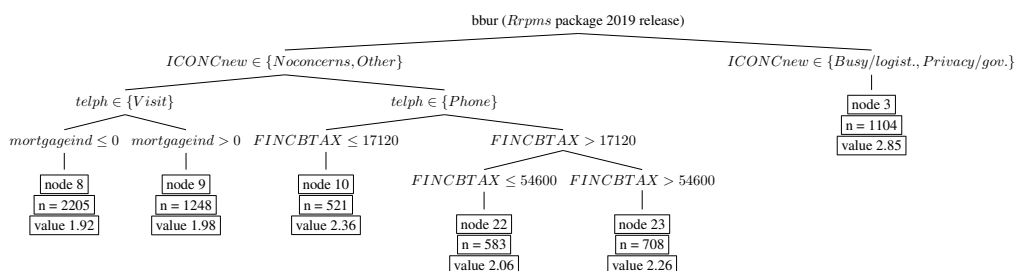 bbur (Rrpms package 2019 release)
ICONCnew ∈ {Noconcerns, Other}
ICONCnew ∈ {Busy/logist., Privacy/gov.}
telph ∈ {Visit}
telph ∈ {Phone}
node 3
n = 1104
value 2.85
mortgageind ≤ 0
mortgageind > 0
FINCBTAX ≤ 17120
FINCBTAX > 17120
node 8
n = 2205
value 1.92
node 9
n = 1248
value 1.98
node 10
n = 521
value 2.36
FINCBTAX ≤ 54600
FINCBTAX > 54600
node 22
n = 583
value 2.06
node 23
n = 708
value 2.26